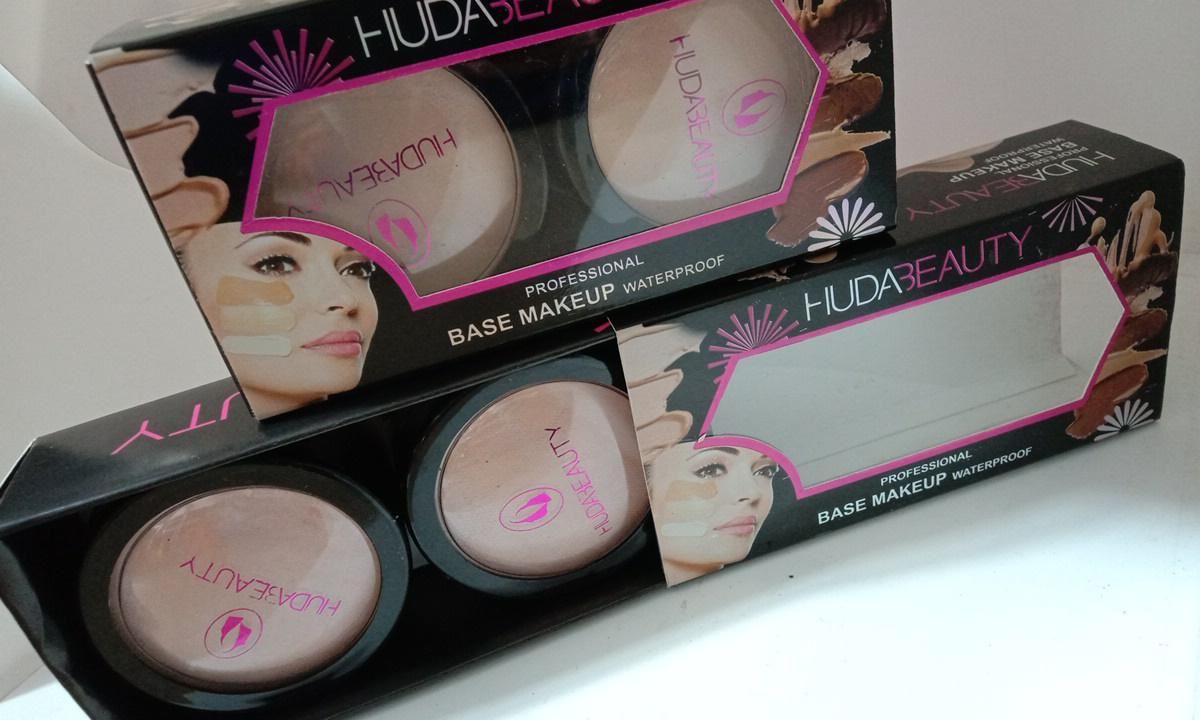 HUDABEAU
HUDABEAU
HUDABEAUTY
PROFESSIONAL
BASE MAKEUP WATERPROOF
HUDABEAUTY
PROFESSIONAL
BASE MAKEUP
WATERPROOF
HUDABEAUTY
PROFESSIONAL
BASE MAKEUP WATERPROOF
UTY
HUDABEAUTY
HUDABEAUTY
HUDABEAUTY